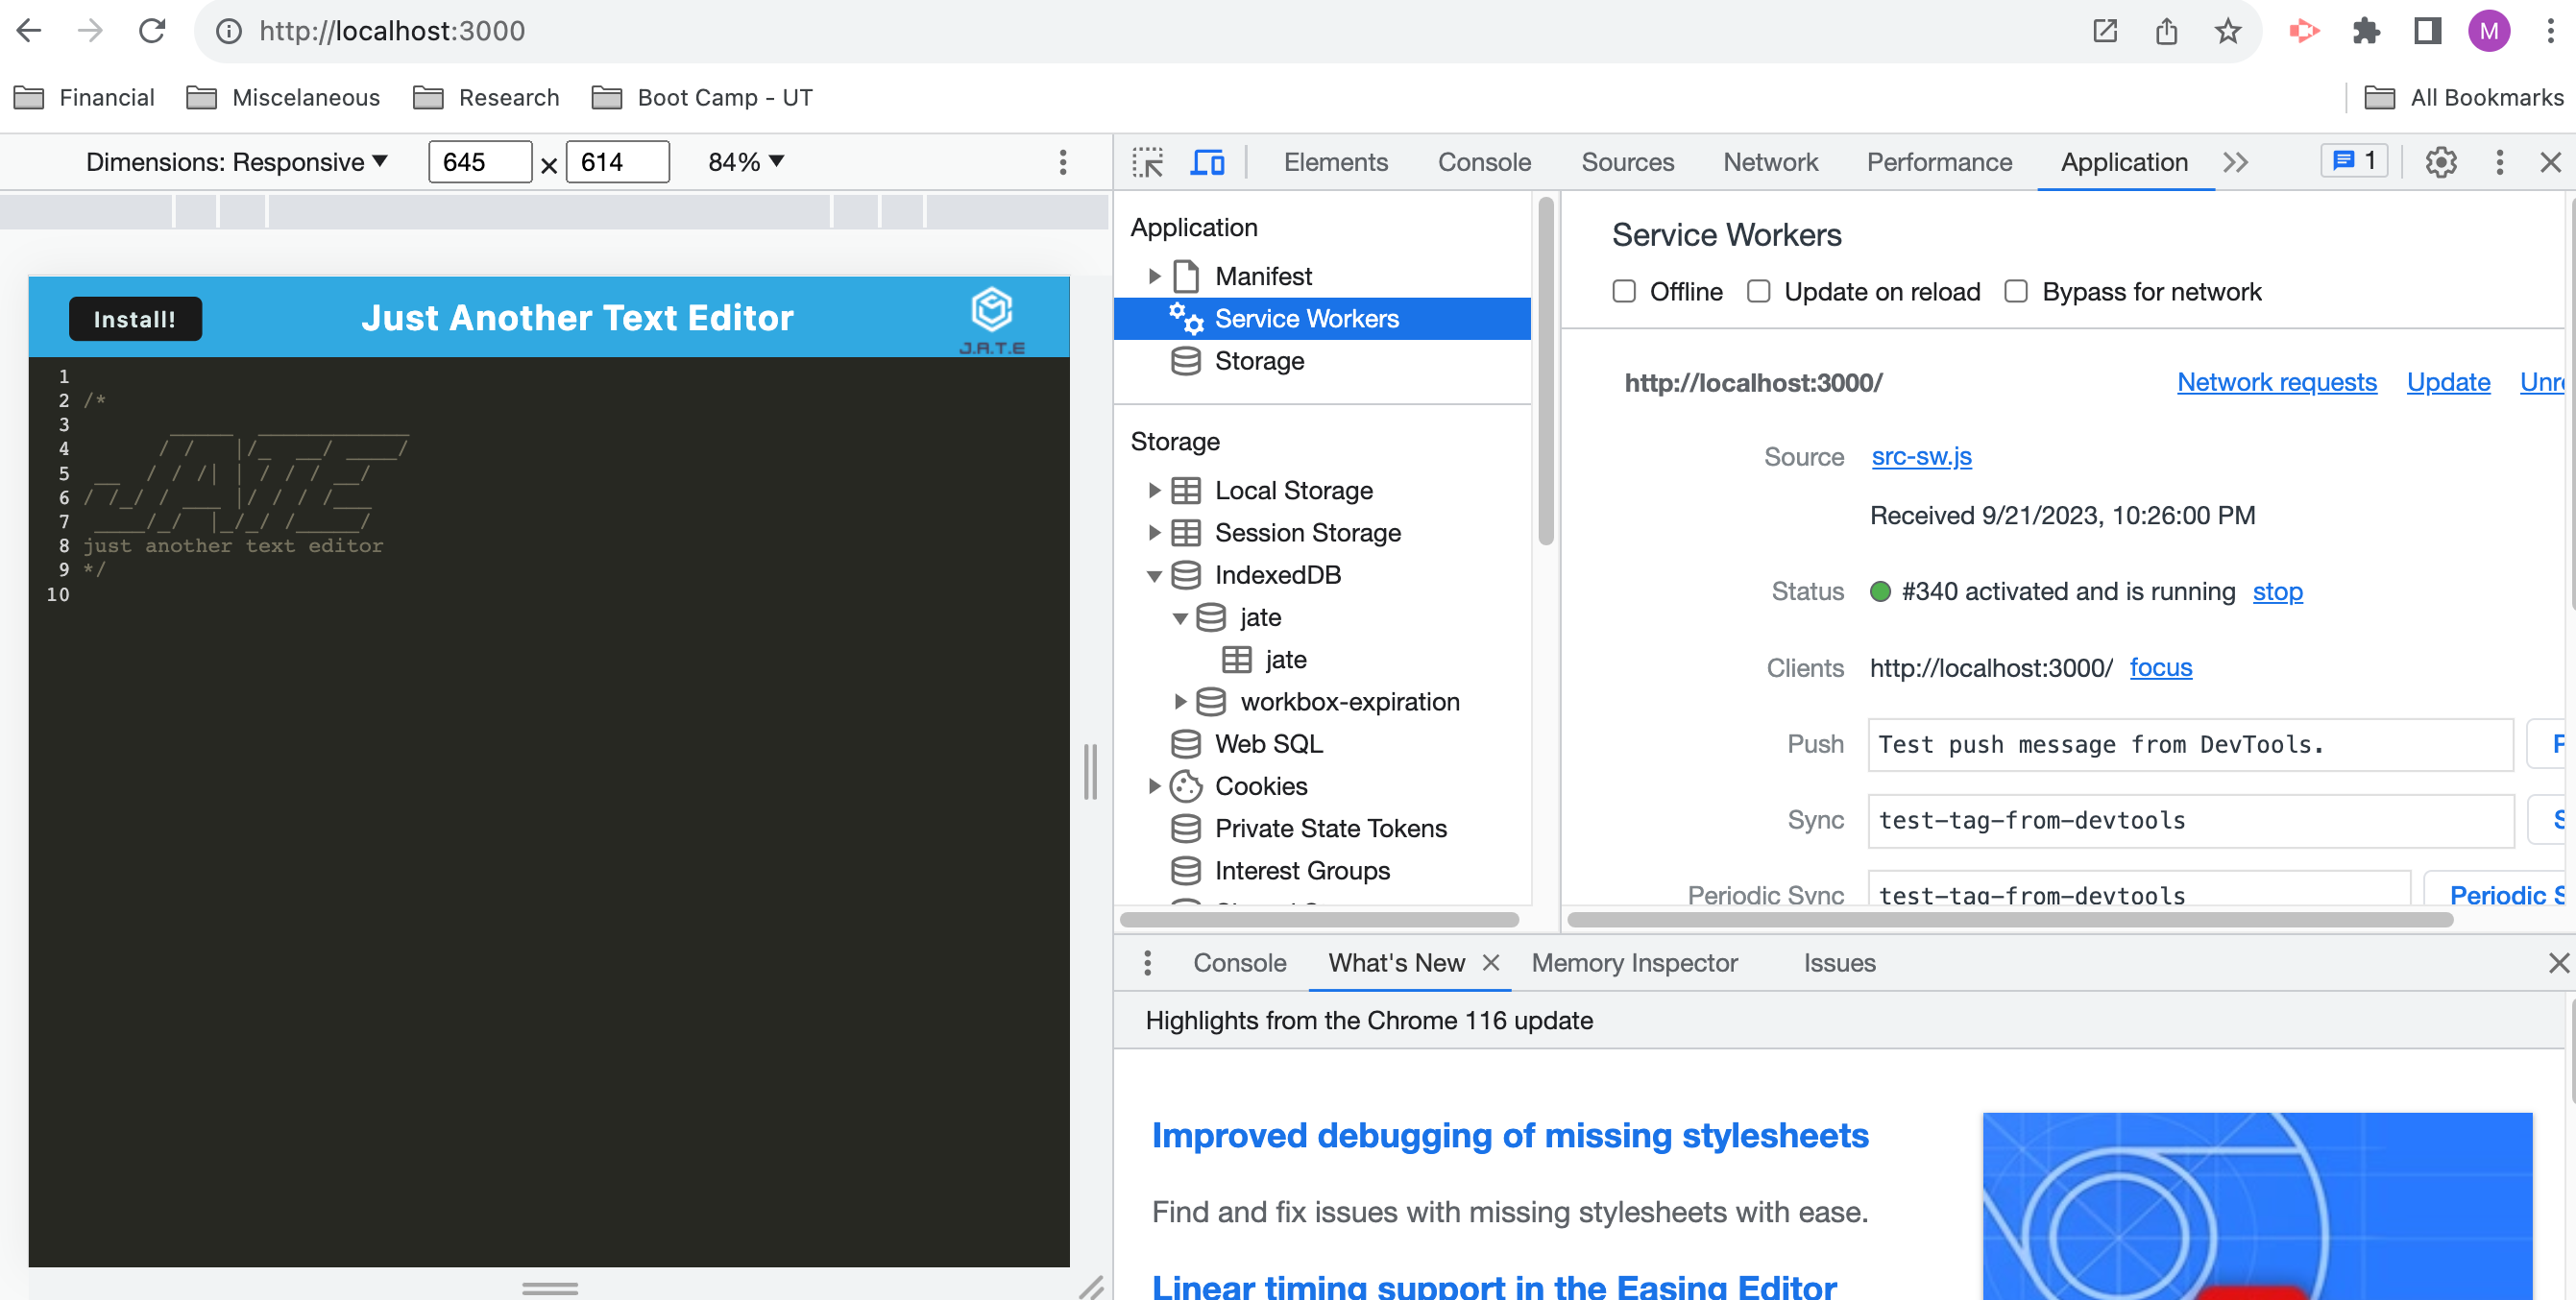 http://localhost:3000
M
Financial Miscelaneous Research Boot Camp - UT All Bookmarks
Dimensions: Responsive 645 × 614 84%
Elements Console Sources Network Performance Application 1
Install! Just Another Text Editor J.A.T.E
1
2 /*
3
4
5
6
7
8 just another text editor
9 */
10
Application
Manifest
Service Workers
Storage
Storage
Local Storage
Session Storage
IndexedDB
jate
jate
workbox-expiration
Web SQL
Cookies
Private State Tokens
Interest Groups
Service Workers
Offline Update on reload Bypass for network
http://localhost:3000/ Network requests Update
Source src-sw.js
Received 9/21/2023, 10:26:00 PM
Status #340 activated and is running stop
Clients http://localhost:3000/ focus
Push Test push message from DevTools.
Sync test-tag-from-devtools
Periodic Sync test-tag-from-devtools Periodic S
Console What's New Memory Inspector Issues
Highlights from the Chrome 116 update
Improved debugging of missing stylesheets
Find and fix issues with missing stylesheets with ease.
Linear timing support in the Easing Editor